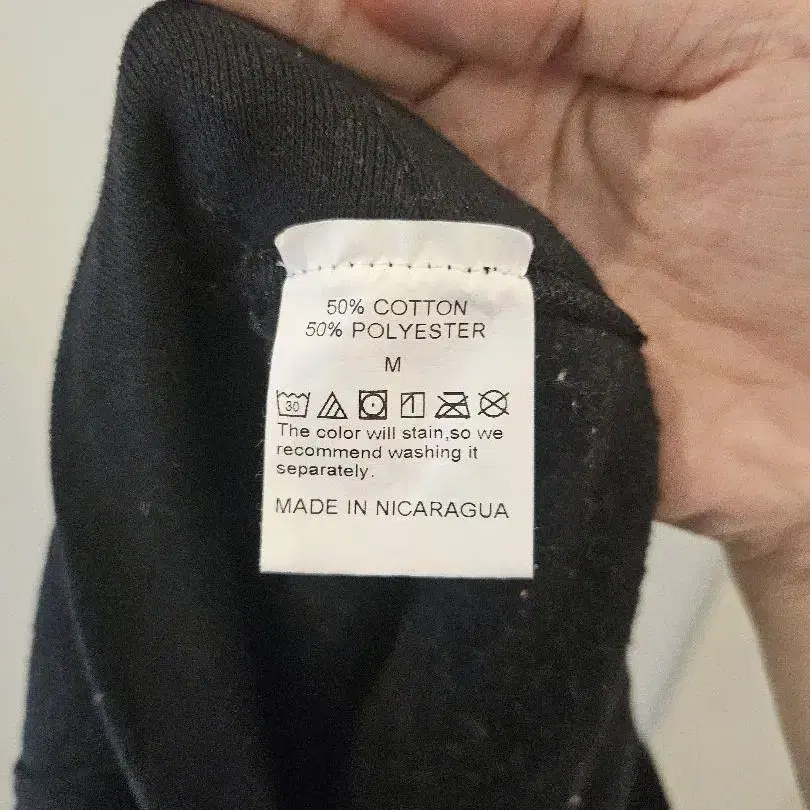 50% COTTON
50% POLYESTER
M
30
The color will stain,so we
recommend washing it
separately.
MADE IN NICARAGUA